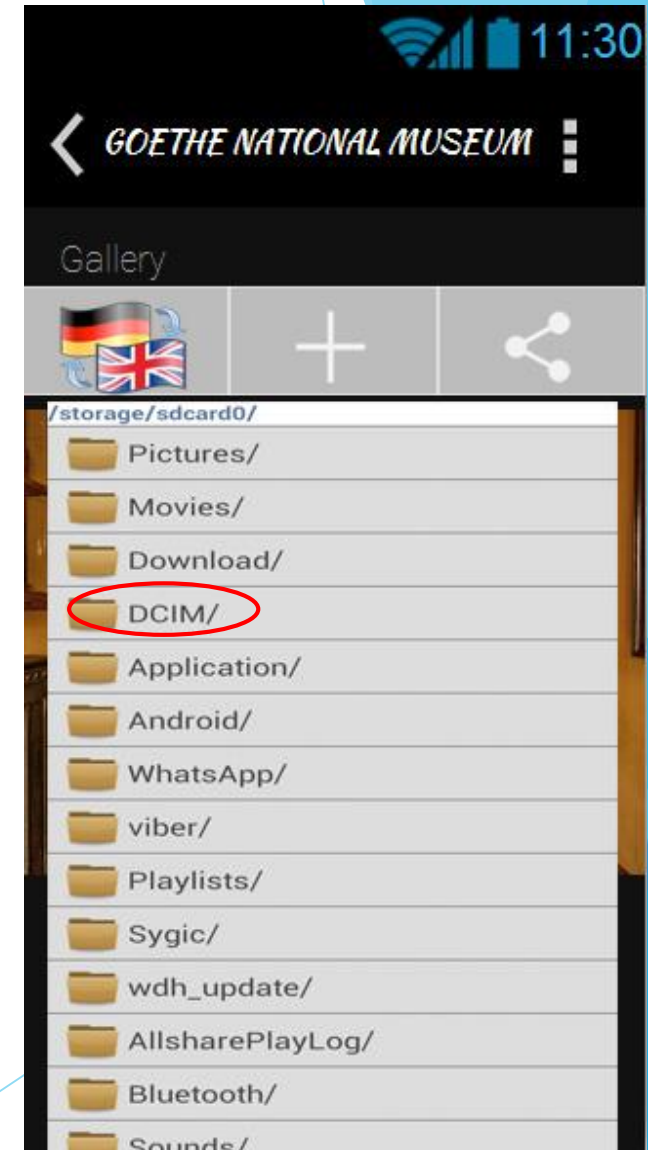 11:30
GOETHE NATIONAL MUSEUM
Gallery
/storage/sdcard0/
Pictures/
Movies/
Download/
DCIM/
Application/
Android/
WhatsApp/
viber/
Playlists/
Sygic/
wdh_update/
AllsharePlayLog/
Bluetooth/
Sounds/